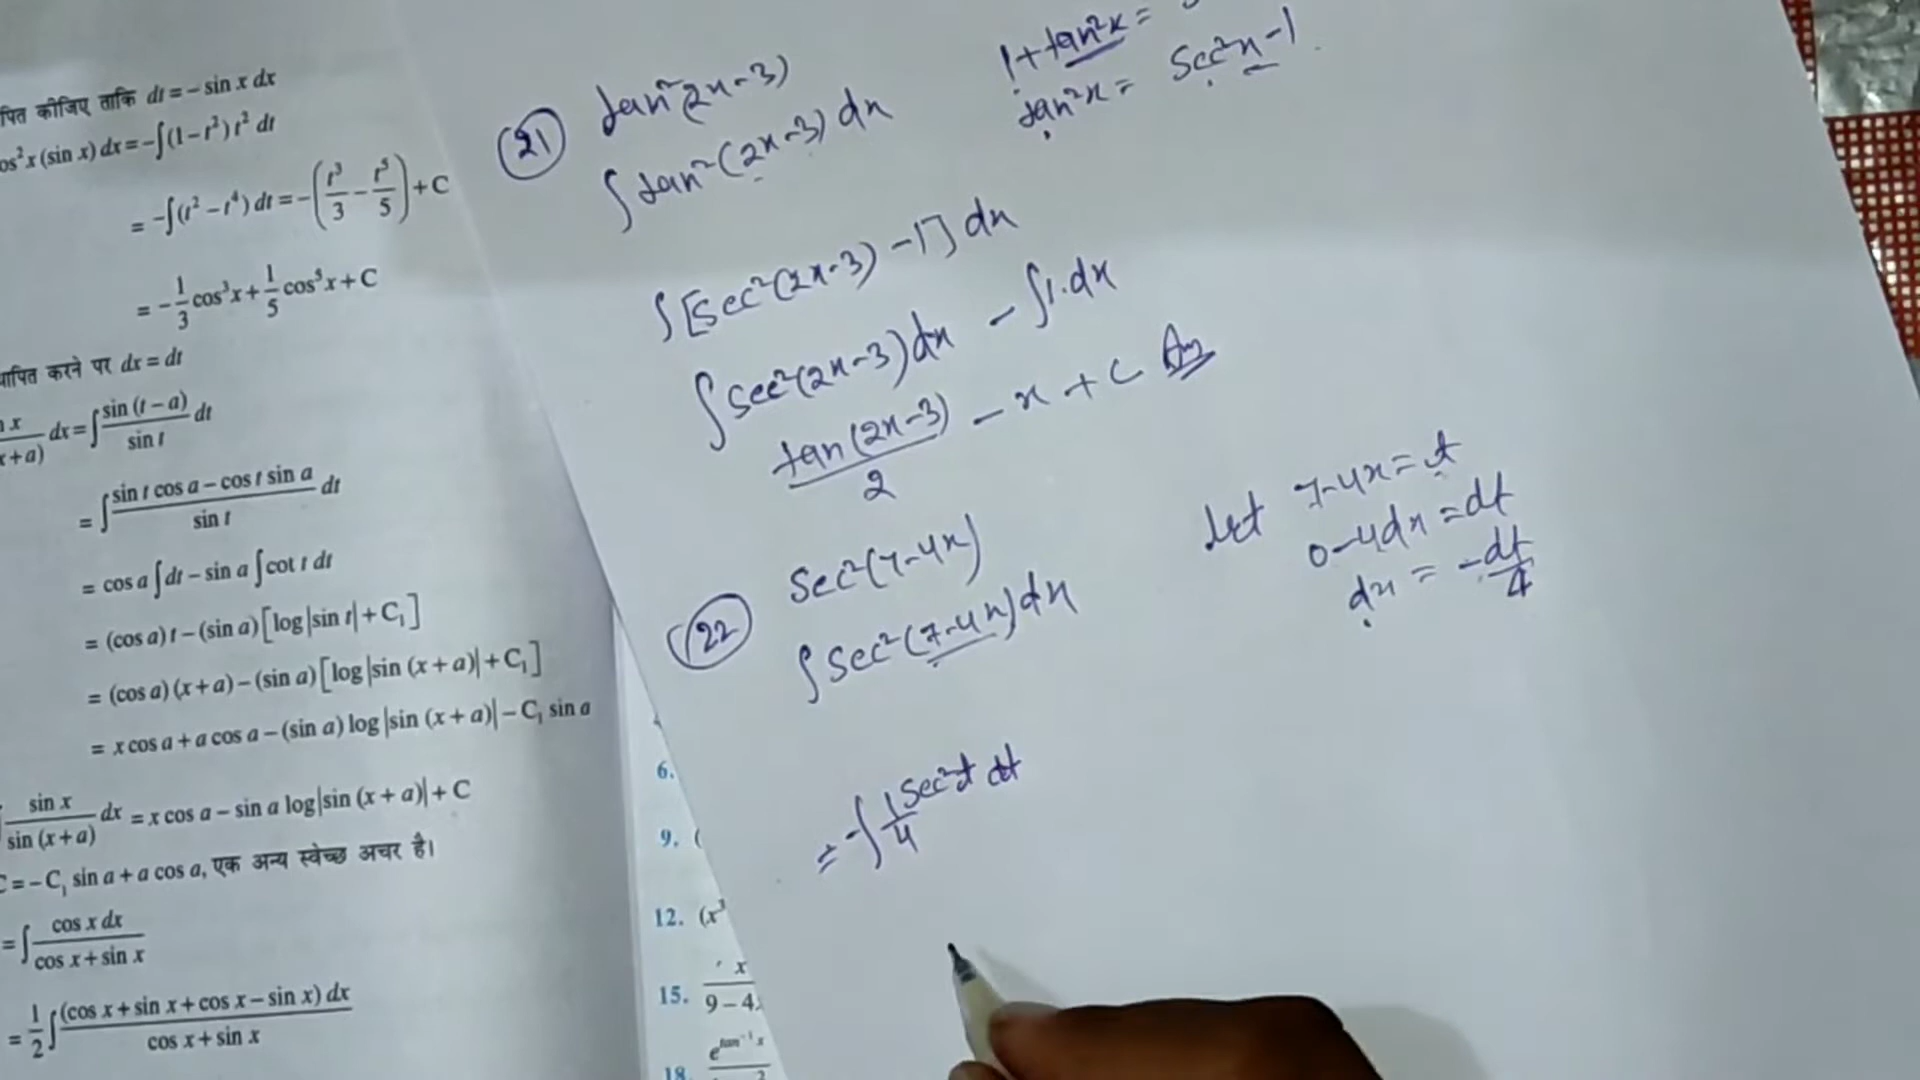 पित कीजिए ताकि dt = – sin x dx
os²x (sin x) dx = –∫(1 – t²) t² dt
= –∫(t² – t⁴) dt = –(t³/3 – t⁵/5) + C
= –1/3 cos³x + 1/5 cos⁵x + C
पित करने पर dx = dt
x/(x+a) dx = ∫ sin (t – a)/sin t dt
= ∫ (sin t cos a – cos t sin a)/sin t dt
= cos a ∫dt – sin a ∫cot t dt
= (cos a) t – (sin a) [log|sin t| + C₁]
= (cos a) (x + a) – (sin a) [log|sin (x + a)| + C₁]
= x cos a + a cos a – (sin a) log|sin (x + a)| – C₁ sin a
sin x/sin (x + a) dx = x cos a – sin a log|sin (x + a)| + C
C = – C₁ sin a + a cos a, एक अन्य स्वेच्छ अचर है।
= ∫ cos x dx/(cos x + sin x)
= 1/2 ∫ (cos x + sin x + cos x – sin x) dx/(cos x + sin x)
6.
9. (
12. (x³
15. x/(9 – 4x
18. e^(tan⁻¹ x)/ 2
(21) tan²(2x-3)
∫tan²(2x-3) dx
1+tan²x =
tan²x = sec²x-1
∫[sec²(2x-3) -1] dx
∫sec²(2x-3)dx - ∫1.dx
tan(2x-3)/2 - x + C Ans
(22) sec²(7-4x)
∫sec²(7-4x)dx
Let 7-4x = t
0-4dx = dt
dx = -dt/4
= -∫1/4 sec²t dt